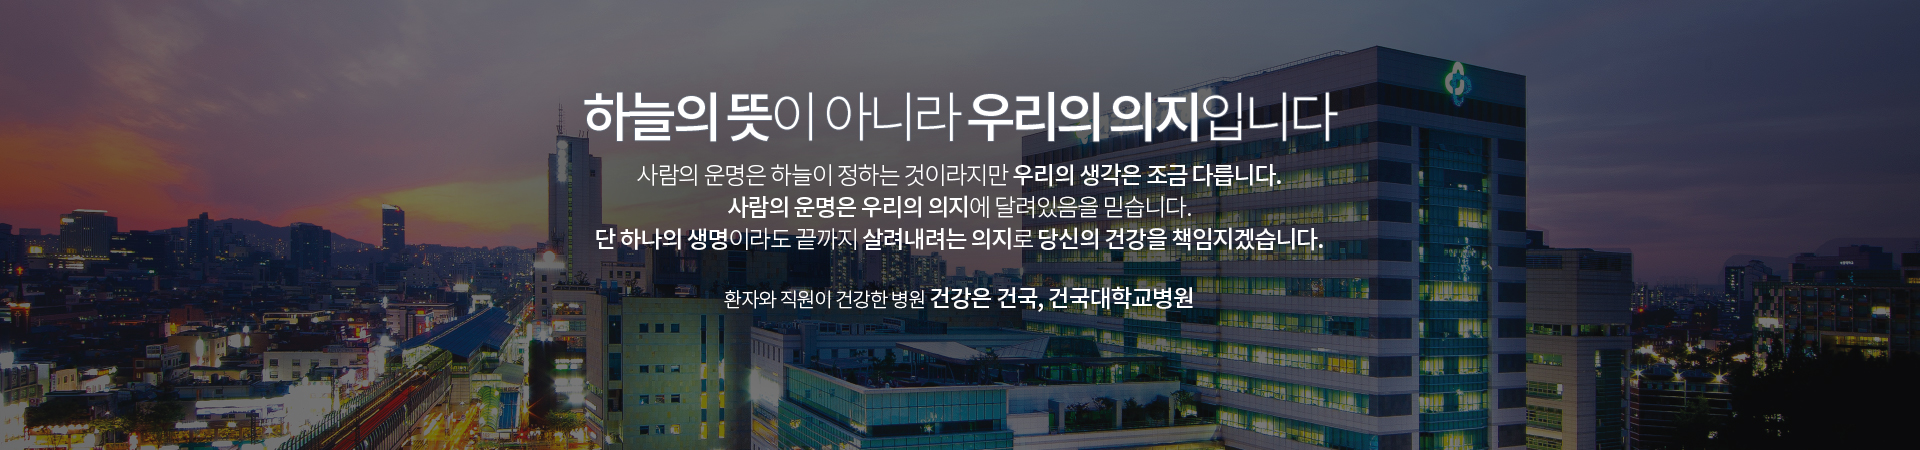 하늘의 뜻이 아니라 우리의 의지입니다
사람의 운명은 하늘이 정하는 것이라지만 우리의 생각은 조금 다릅니다.
사람의 운명은 우리의 의지에 달려있음을 믿습니다.
단 하나의 생명이라도 끝까지 살려내려는 의지로 당신의 건강을 책임지겠습니다.
환자와 직원이 건강한 병원 건강은 건국, 건국대학교병원